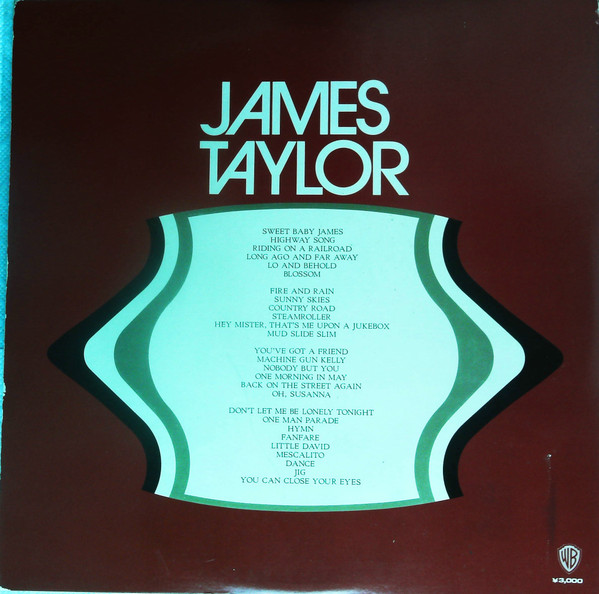 JAMES
TAYLOR
SWEET BABY JAMES
HIGHWAY SONG
RIDING ON A RAILROAD
LONG AGO AND FAR AWAY
LO AND BEHOLD
BLOSSOM
FIRE AND RAIN
SUNNY SKIES
COUNTRY ROAD
STEAMROLLER
HEY MISTER, THAT'S ME UPON A JUKEBOX
MUD SLIDE SLIM
YOU'VE GOT A FRIEND
MACHINE GUN KELLY
NOBODY BUT YOU
ONE MORNING IN MAY
BACK ON THE STREET AGAIN
OH, SUSANNA
DON'T LET ME BE LONELY TONIGHT
ONE MAN PARADE
HYMN
FANFARE
LITTLE DAVID
MESCALITO
DANCE
JIG
YOU CAN CLOSE YOUR EYES
WB
¥3,000